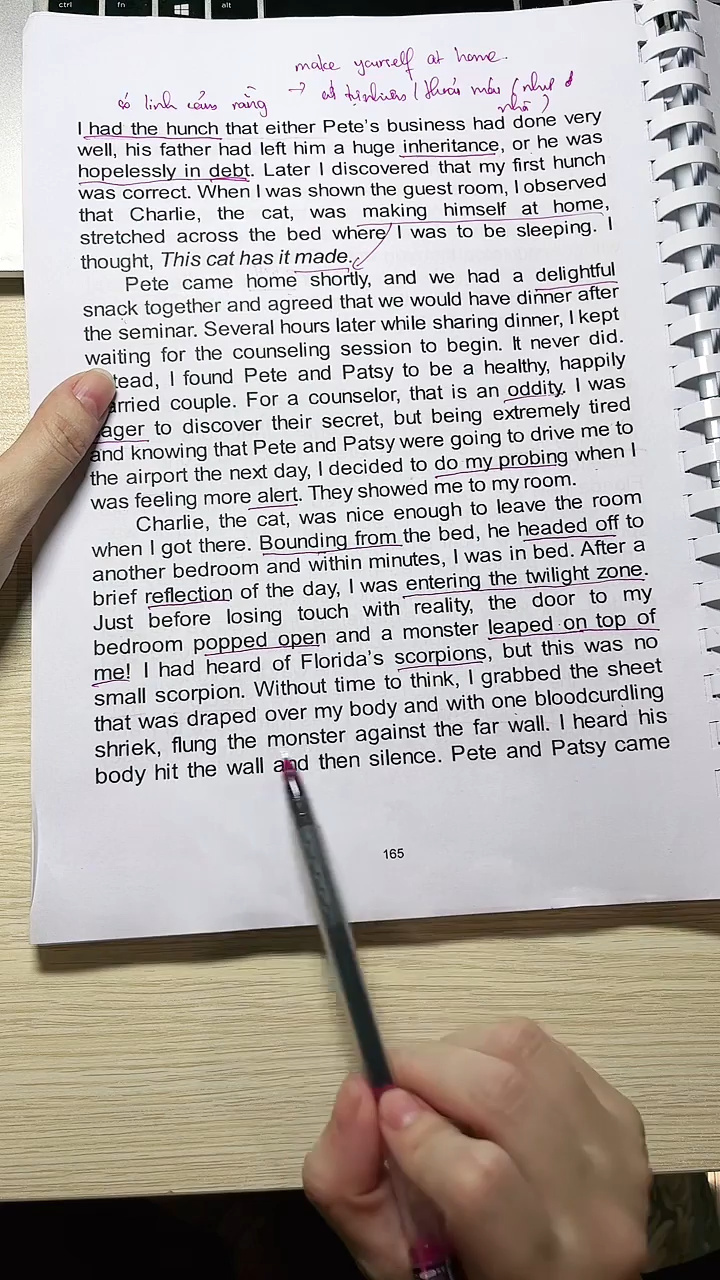 ctrl fn alt
make yourself at home.
có linh cảm rằng → cứ tự nhiên / thoải mái (như ở
nhà)
I had the hunch that either Pete's business had done very
well, his father had left him a huge inheritance, or he was
hopelessly in debt. Later I discovered that my first hunch
was correct. When I was shown the guest room, I observed
that Charlie, the cat, was making himself at home,
stretched across the bed where I was to be sleeping. I
thought, This cat has it made.
Pete came home shortly, and we had a delightful
snack together and agreed that we would have dinner after
the seminar. Several hours later while sharing dinner, I kept
waiting for the counseling session to begin. It never did.
tead, I found Pete and Patsy to be a healthy, happily
arried couple. For a counselor, that is an oddity. I was
ager to discover their secret, but being extremely tired
and knowing that Pete and Patsy were going to drive me to
the airport the next day, I decided to do my probing when I
was feeling more alert. They showed me to my room.
Charlie, the cat, was nice enough to leave the room
when I got there. Bounding from the bed, he headed off to
another bedroom and within minutes, I was in bed. After a
brief reflection of the day, I was entering the twilight zone.
Just before losing touch with reality, the door to my
bedroom popped open and a monster leaped on top of
me! I had heard of Florida's scorpions, but this was no
small scorpion. Without time to think, I grabbed the sheet
that was draped over my body and with one bloodcurdling
shriek, flung the monster against the far wall. I heard his
body hit the wall and then silence. Pete and Patsy came
165